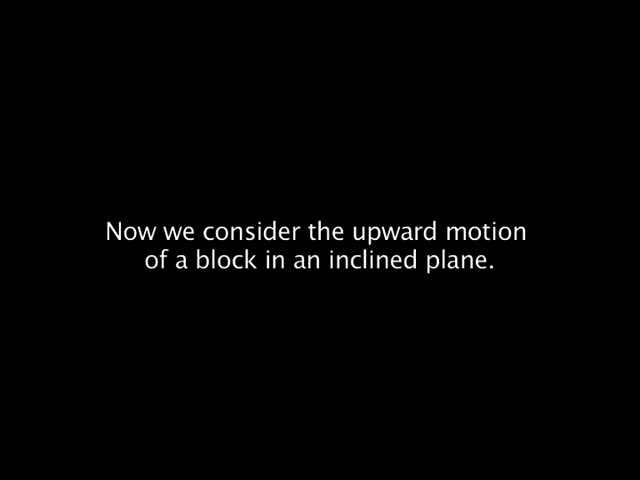 Now we consider the upward motion
of a block in an inclined plane.